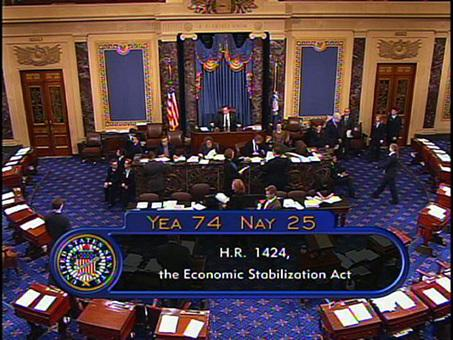 YEA 74 NAY 25
H.R. 1424,
the Economic Stabilization Act